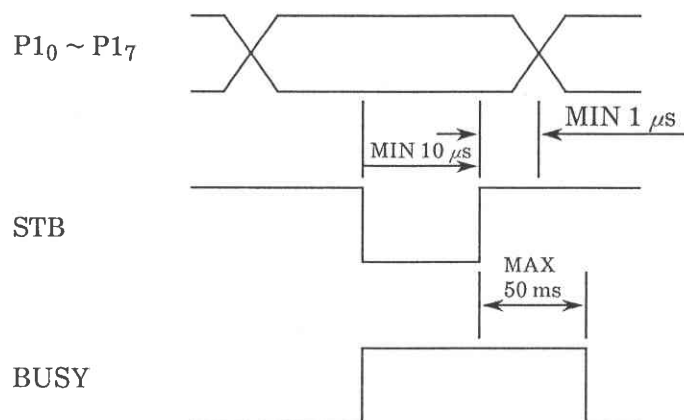 P1₀ ~ P1₇
MIN 1 μs
MIN 10 μs
STB
MAX
50 ms
BUSY